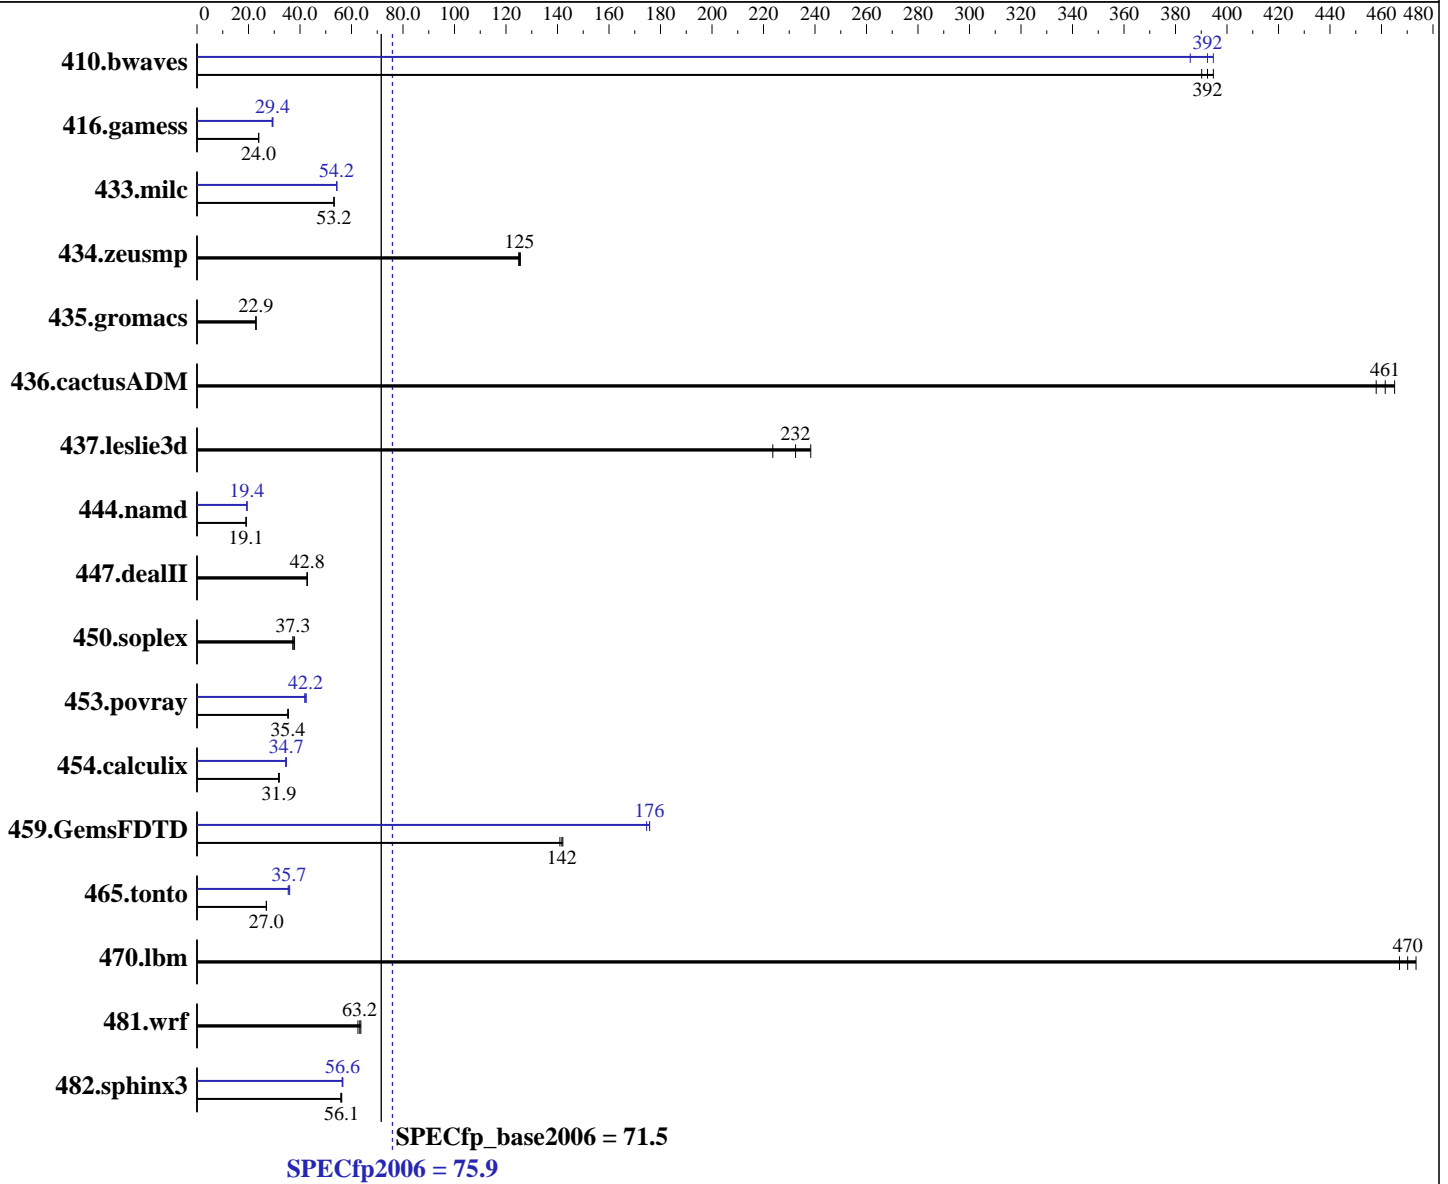 0 20.0 40.0 60.0 80.0 100 120 140 160 180 200 220 240 260 280 300 320 340 360 380 400 420 440 460 480
392
410.bwaves
392
29.4
416.gamess
24.0
54.2
433.milc
53.2
125
434.zeusmp
22.9
435.gromacs
461
436.cactusADM
232
437.leslie3d
19.4
444.namd
19.1
42.8
447.dealII
37.3
450.soplex
42.2
453.povray
35.4
34.7
454.calculix
31.9
176
459.GemsFDTD
142
35.7
465.tonto
27.0
470
470.lbm
63.2
481.wrf
56.6
482.sphinx3
56.1
SPECfp_base2006 = 71.5
SPECfp2006 = 75.9